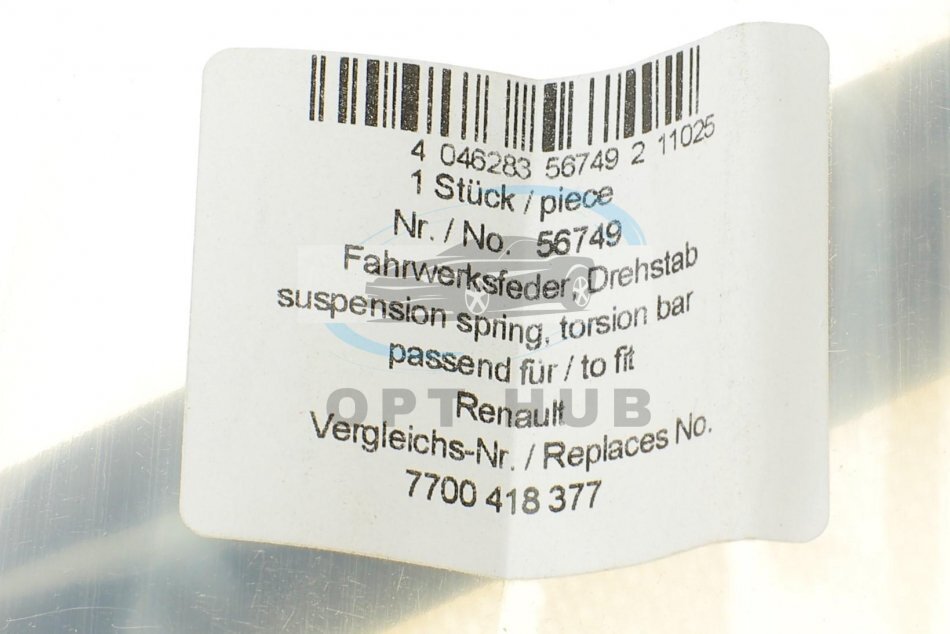 4 046283 56749 2 11025
1 Stück / piece
Nr. / No. 56749
Fahrwerksfeder, Drehstab
suspension spring, torsion bar
passend für / to fit
OPT HUB
Renault
Vergleichs-Nr. / Replaces No.
7700 418 377